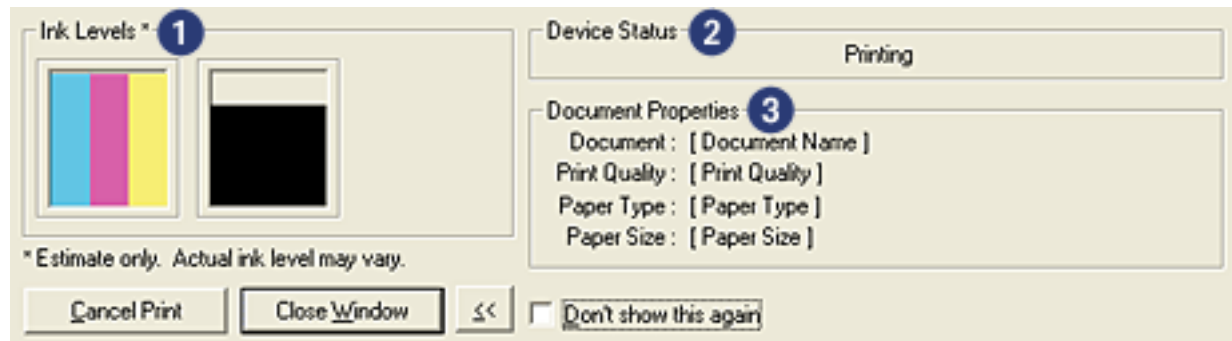 Ink Levels * 1
Device Status 2
Printing
Document Properties 3
Document : [ Document Name ]
Print Quality : [ Print Quality ]
Paper Type : [ Paper Type ]
Paper Size : [ Paper Size ]
* Estimate only. Actual ink level may vary.
Cancel Print Close Window << Don't show this again